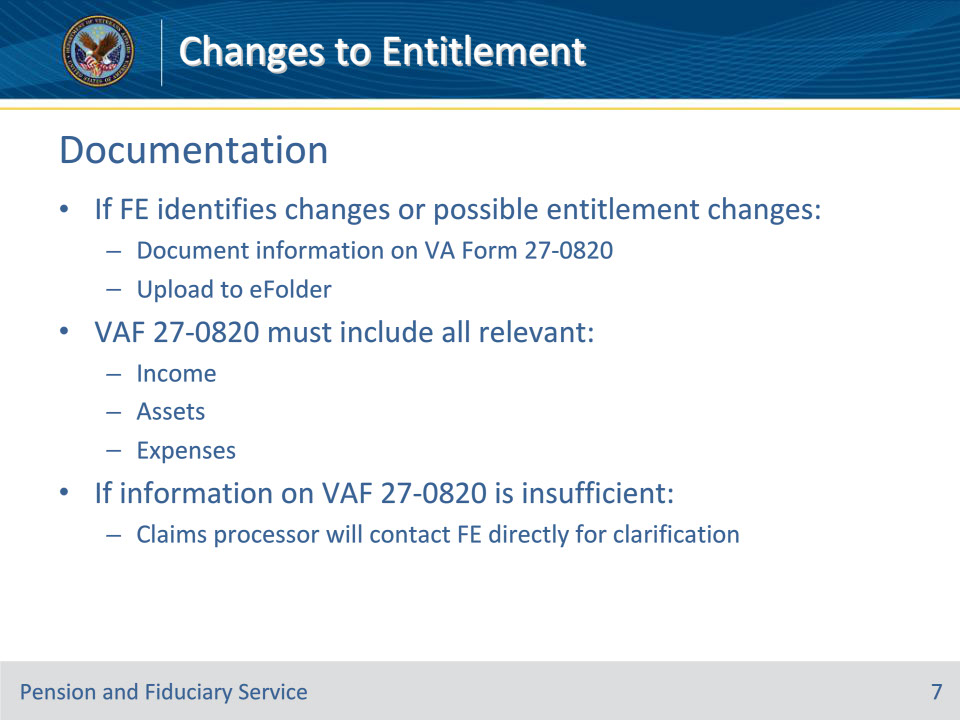 Changes to Entitlement
Documentation
• If FE identifies changes or possible entitlement changes:
– Document information on VA Form 27-0820
– Upload to eFolder
• VAF 27-0820 must include all relevant:
– Income
– Assets
– Expenses
• If information on VAF 27-0820 is insufficient:
– Claims processor will contact FE directly for clarification
Pension and Fiduciary Service
7